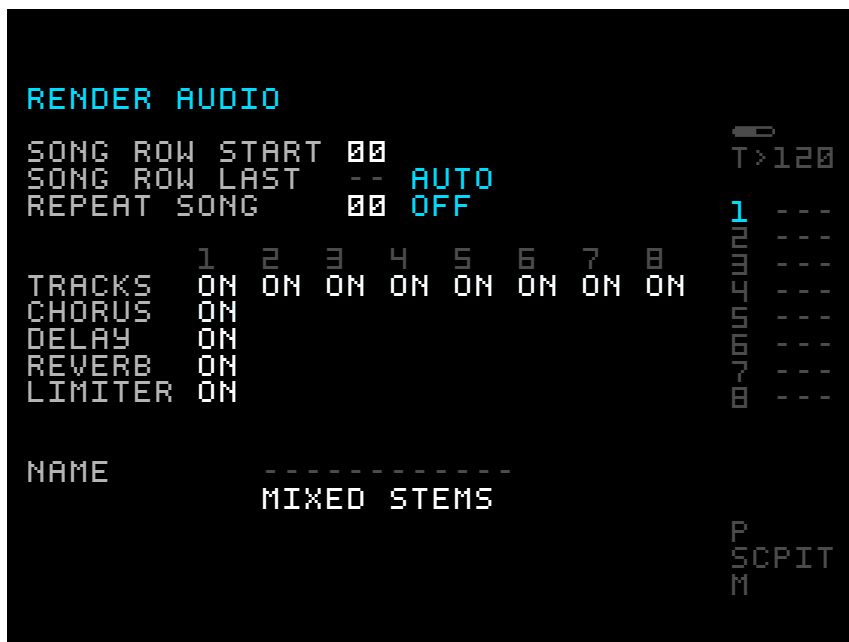 RENDER AUDIO
T>120
SONG ROW START 00
SONG ROW LAST -- AUTO
REPEAT SONG 00 OFF
1 ---
2 ---
3 ---
4 ---
5 ---
6 ---
7 ---
8 ---
1 2 3 4 5 6 7 8
TRACKS ON ON ON ON ON ON ON ON
CHORUS ON
DELAY ON
REVERB ON
LIMITER ON
NAME ------------
MIXED STEMS
P
SCPIT
M